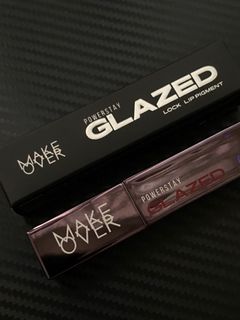 MAKE
OVER
POWERSTAY
GLAZED
LOCK LIP PIGMENT
MAKE
OVER
POWERSTAY
GLAZED